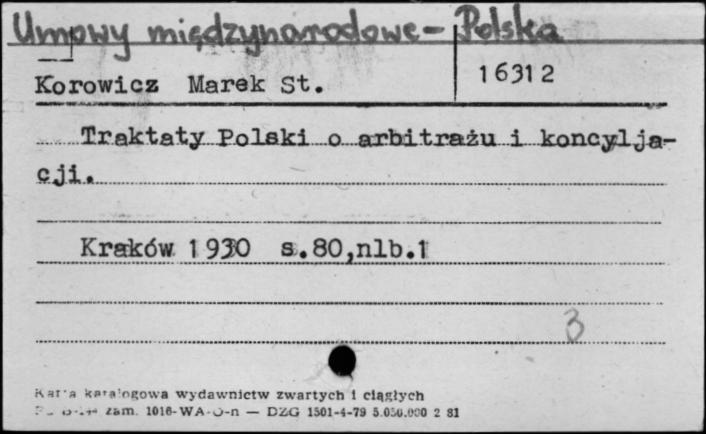 Umowy międzynarodowe - Polska
Korowicz Marek St.
16312
Traktaty Polski o arbitrażu i koncylja-
cji.
Kraków 1930 s.80,nlb.1
3
Karta katalogowa wydawnictw zwartych i ciągłych
zam. 1016-WA-O-n — DZG 1501-4-79 5.050.000 2 81